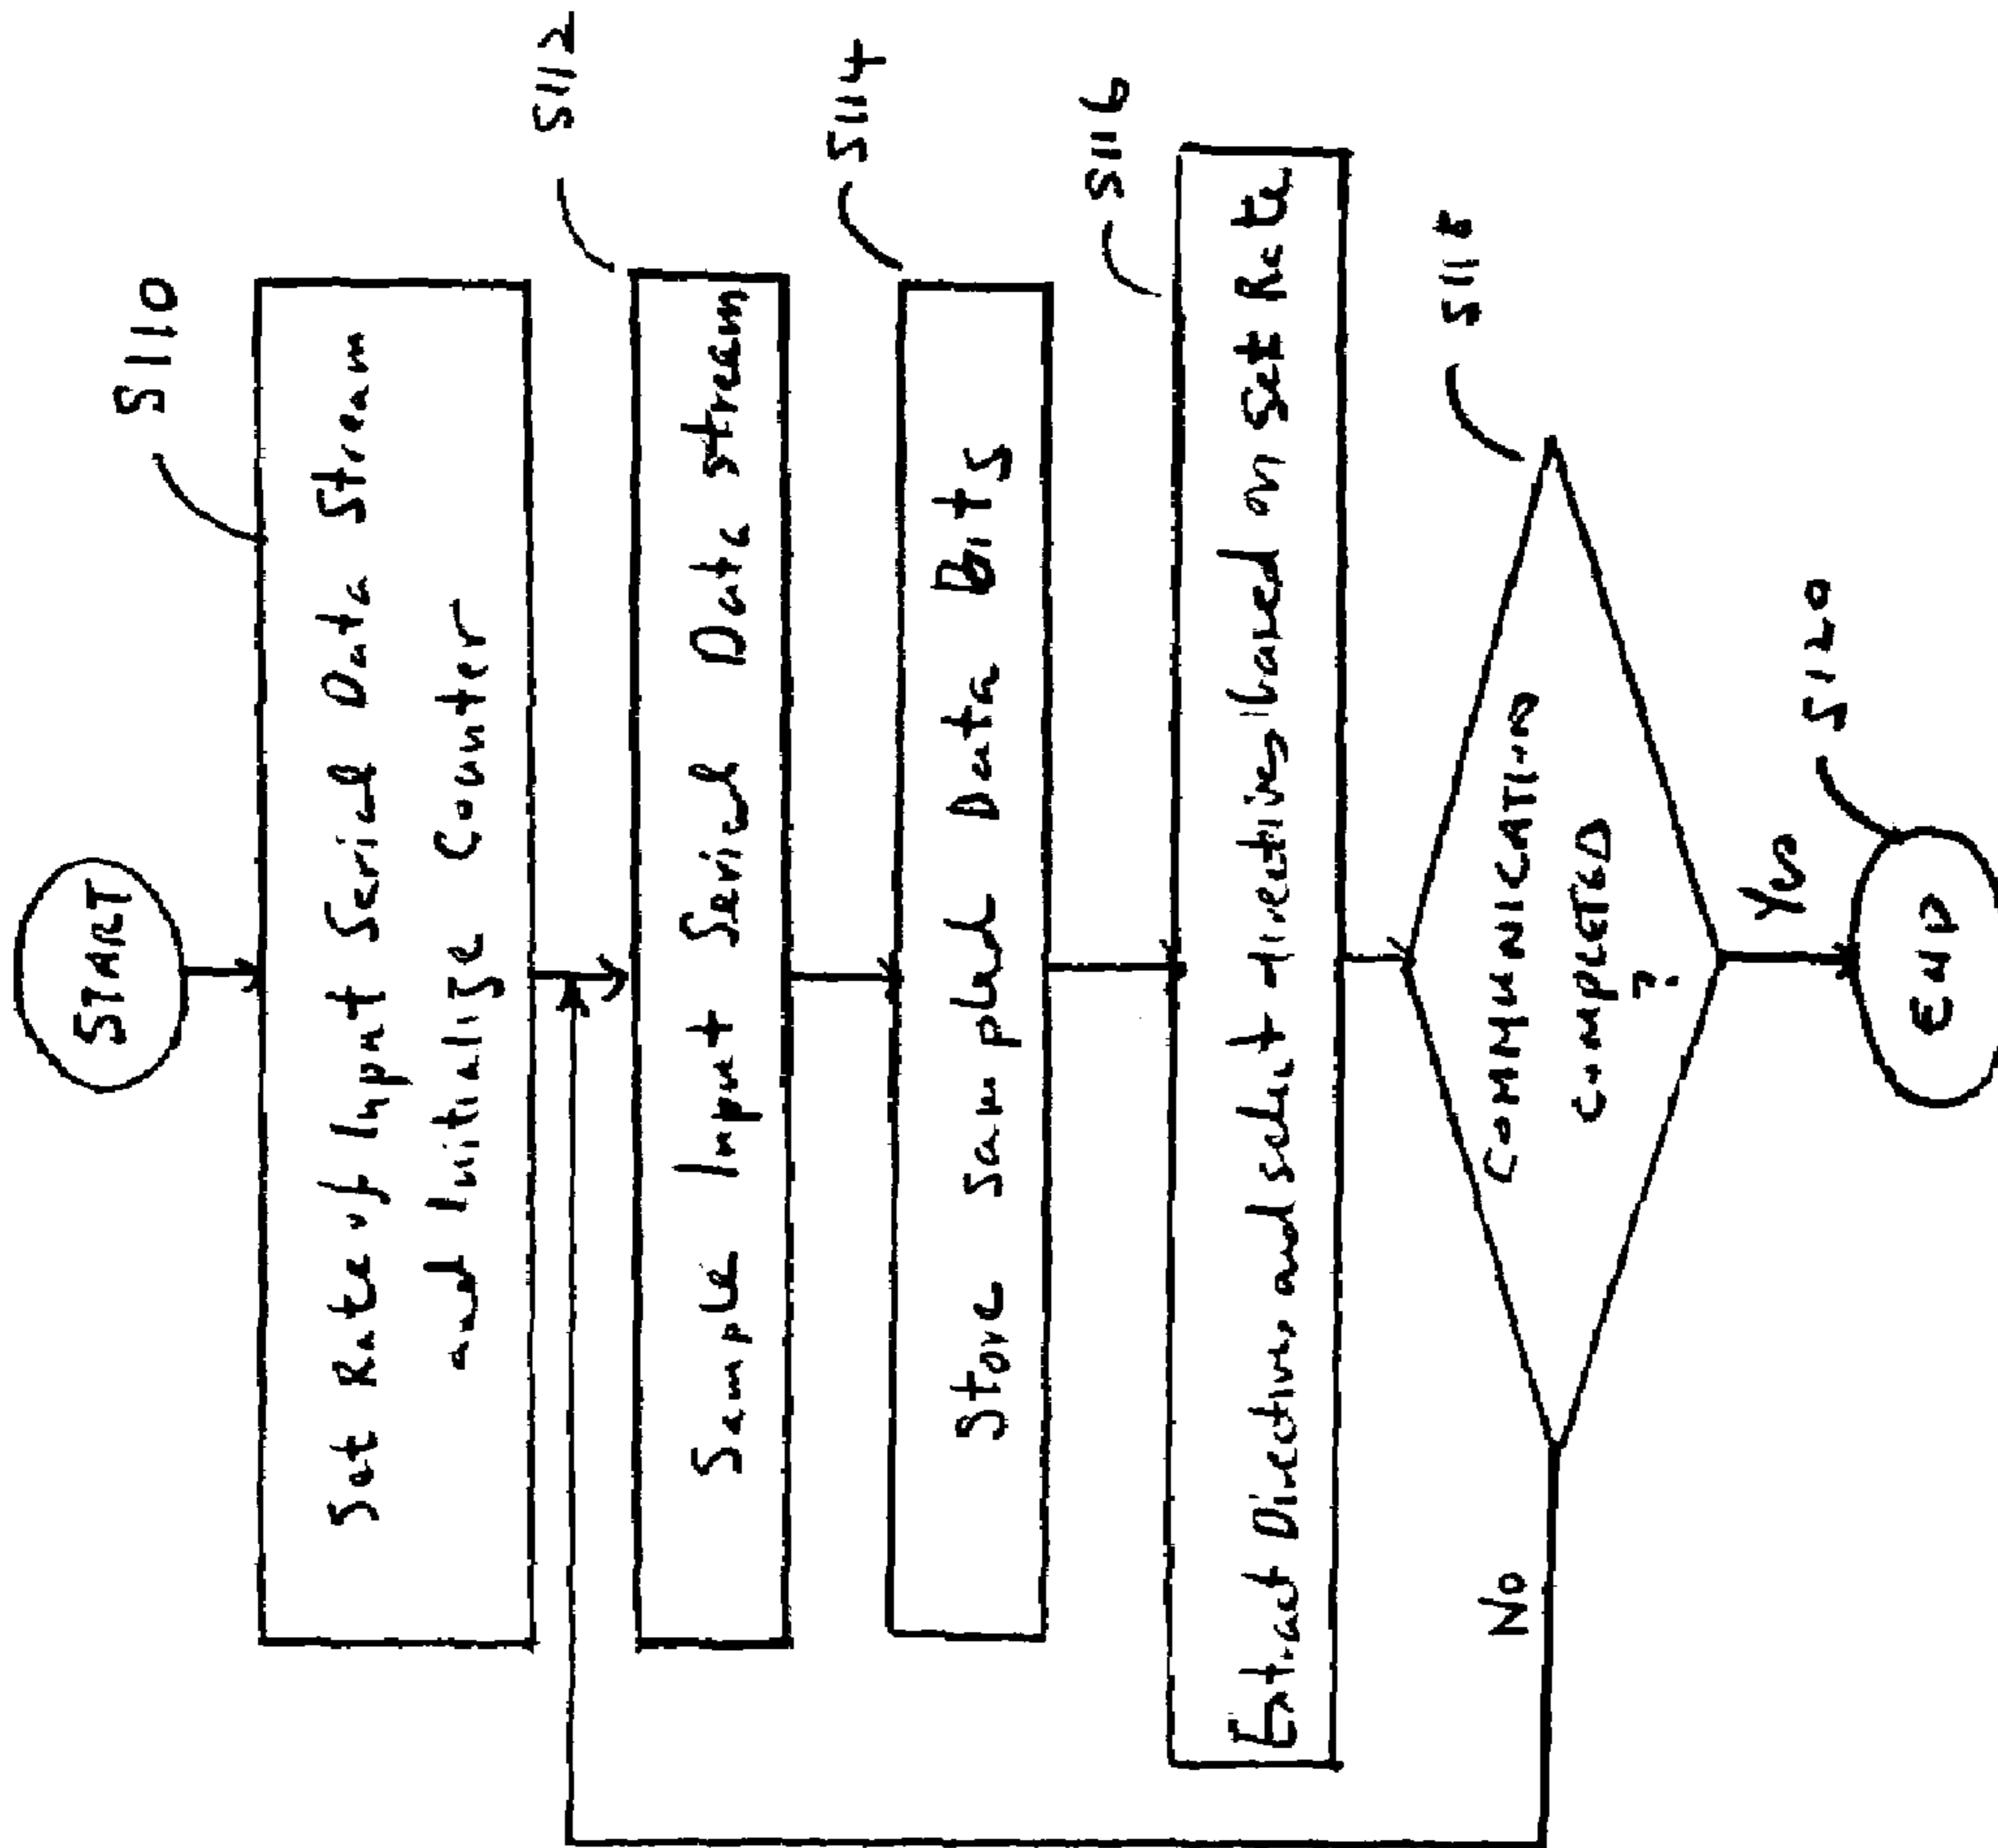 START
S110
Set Rate of Input Serial Data Stream
and Initialize Counter
S112
Sample Input Serial Data stream
S114
Store sampled Data Bits
S116
Extract Directives and select directives based on set Rate
S118
COMMUNICATION
COMPLETED
?
No
Yes
S120
END